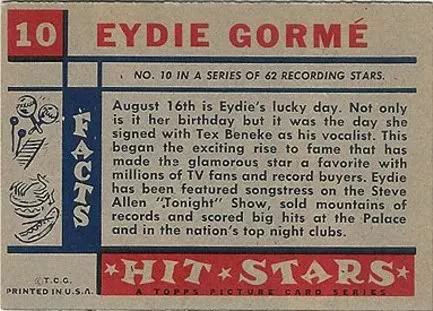 10 EYDIE GORMÉ
NO. 10 IN A SERIES OF 62 RECORDING STARS.
FACTS
August 16th is Eydie's lucky day. Not only
is it her birthday but it was the day she
signed with Tex Beneke as his vocalist. This
began the exciting rise to fame that has
made the glamorous star a favorite with
millions of TV fans and record buyers. Eydie
has been featured songstress on the Steve
Allen "Tonight" Show, sold mountains of
records and scored big hits at the Palace
and in the nation's top night clubs.
©T.C.G.
PRINTED IN U.S.A.
HIT STARS
A TOPPS PICTURE CARD SERIES